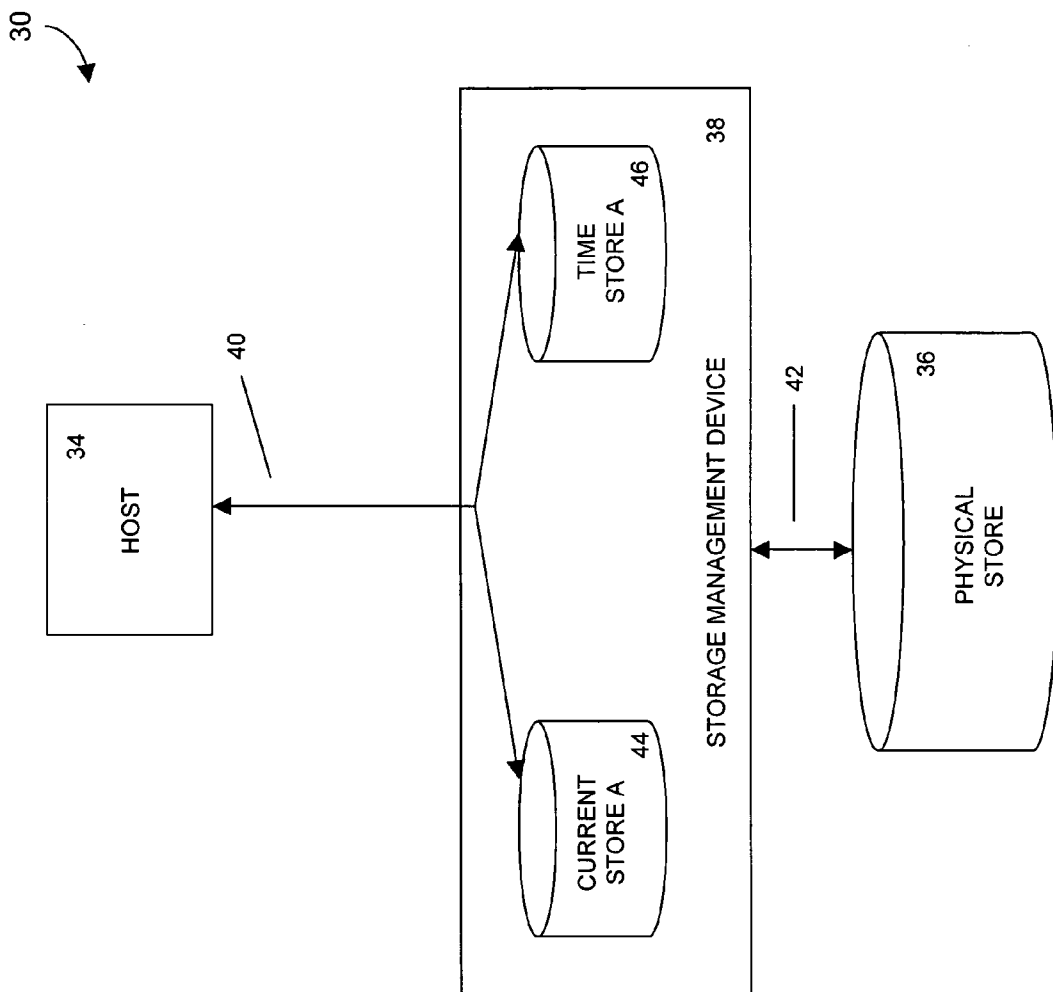 30
34
HOST
40
CURRENT
STORE A
44
TIME
STORE A
46
STORAGE MANAGEMENT DEVICE
38
42
36
PHYSICAL
STORE